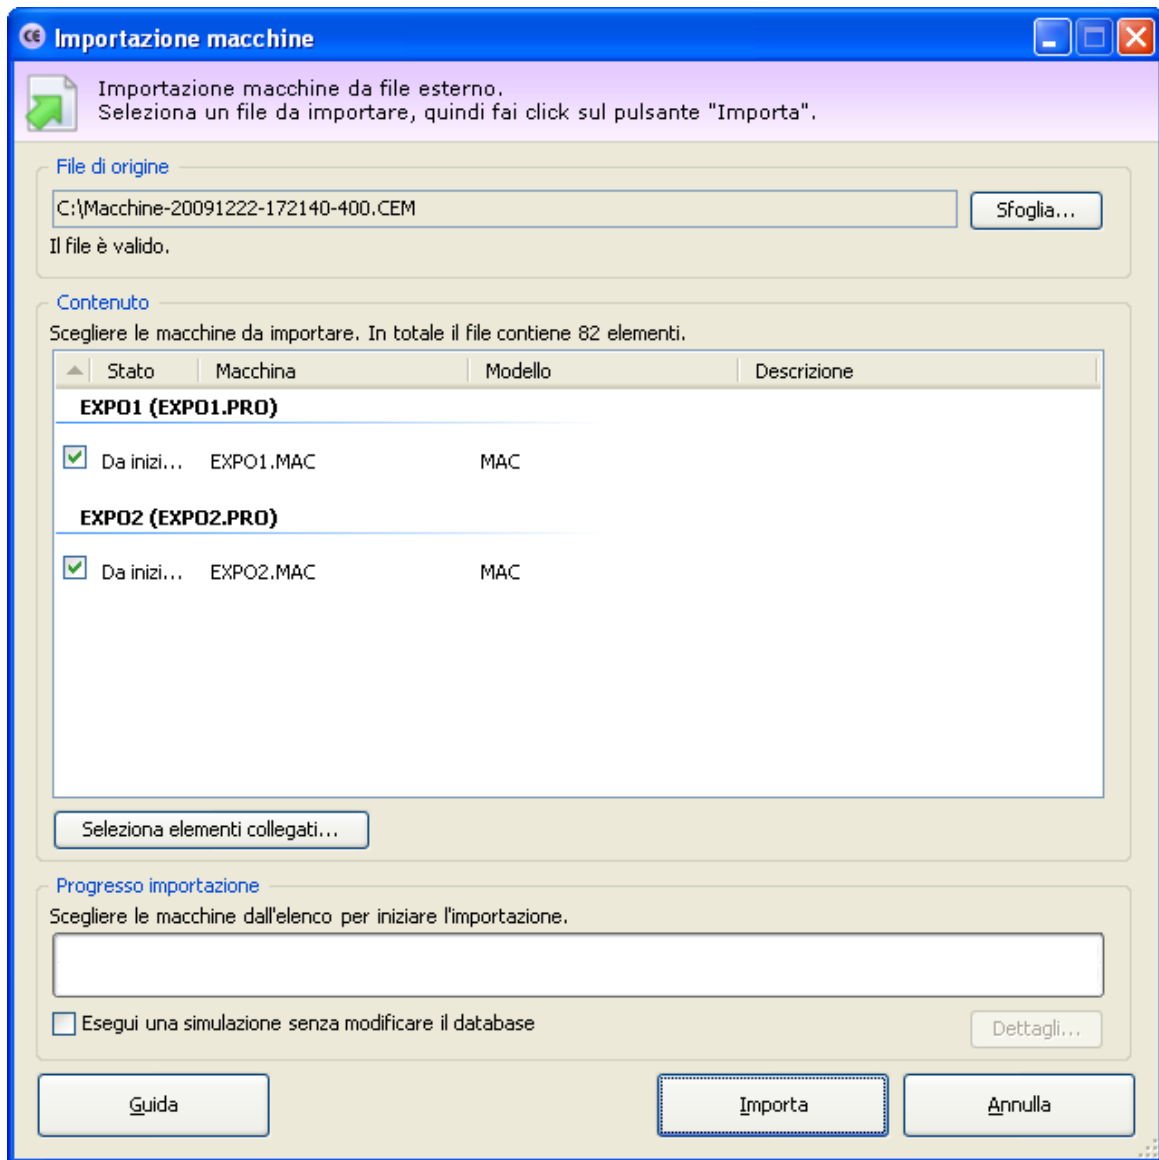 CE Importazione macchine
Importazione macchine da file esterno.
Seleziona un file da importare, quindi fai click sul pulsante "Importa".
File di origine
C:\Macchine-20091222-172140-400.CEM
Sfoglia...
Il file è valido.
Contenuto
Scegliere le macchine da importare. In totale il file contiene 82 elementi.
Stato Macchina Modello Descrizione
EXPO1 (EXPO1.PRO)
Da inizi... EXPO1.MAC MAC
EXPO2 (EXPO2.PRO)
Da inizi... EXPO2.MAC MAC
Seleziona elementi collegati...
Progresso importazione
Scegliere le macchine dall'elenco per iniziare l'importazione.
Esegui una simulazione senza modificare il database
Dettagli...
Guida Importa Annulla